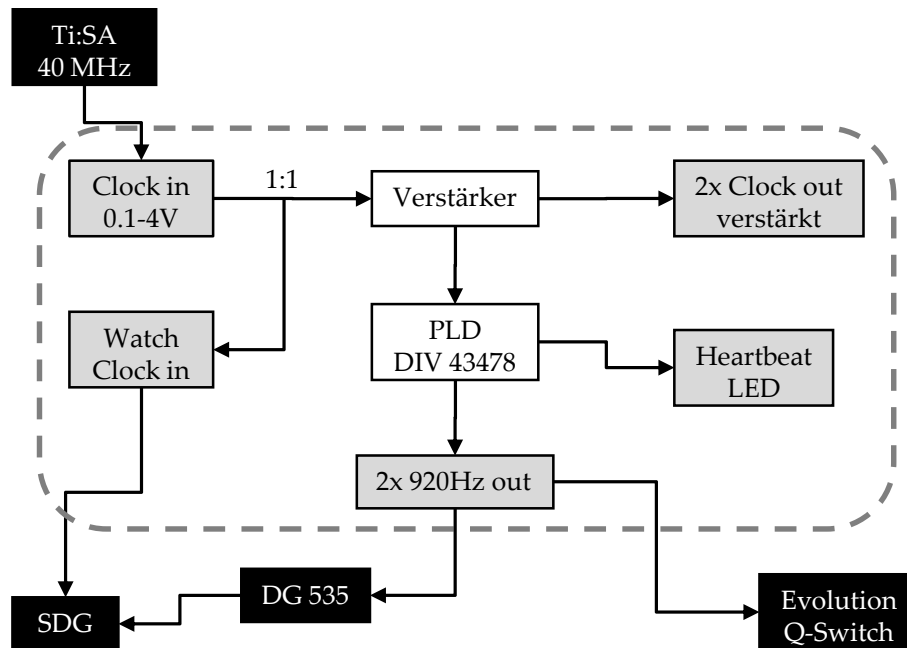 Ti:SA
40 MHz
Clock in
0.1-4V
1:1
Verstärker
2x Clock out
verstärkt
Watch
Clock in
PLD
DIV 43478
Heartbeat
LED
2x 920Hz out
DG 535
SDG
Evolution
Q-Switch